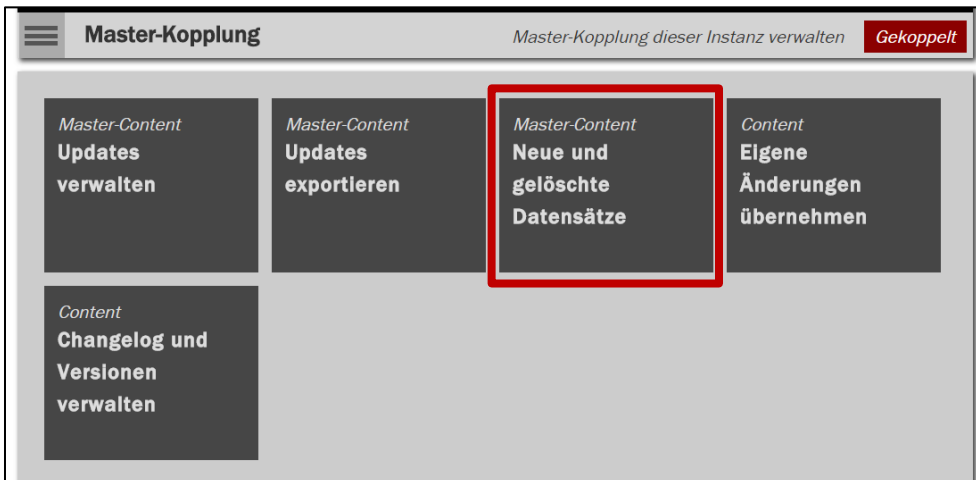 Master-Kopplung
Master-Kopplung dieser Instanz verwalten
Gekoppelt
Master-Content
Updates
verwalten
Master-Content
Updates
exportieren
Master-Content
Neue und
gelöschte
Datensätze
Content
Eigene
Änderungen
übernehmen
Content
Changelog und
Versionen
verwalten